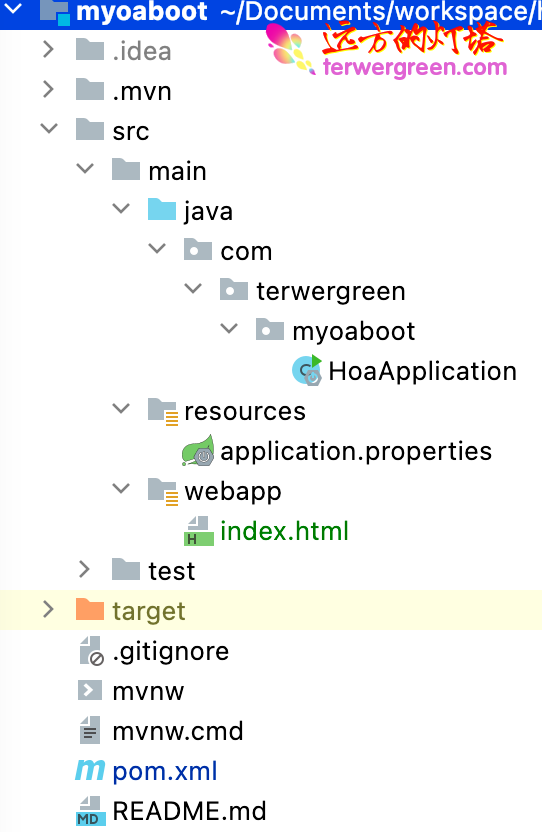 myoaboot ~/Documents/workspace/
远方的灯塔
terwergreen.com
.idea
.mvn
src
main
java
com
terwergreen
myoaboot
C HoaApplication
resources
application.properties
webapp
H index.html
test
target
.gitignore
mvnw
mvnw.cmd
m pom.xml
MD README.md